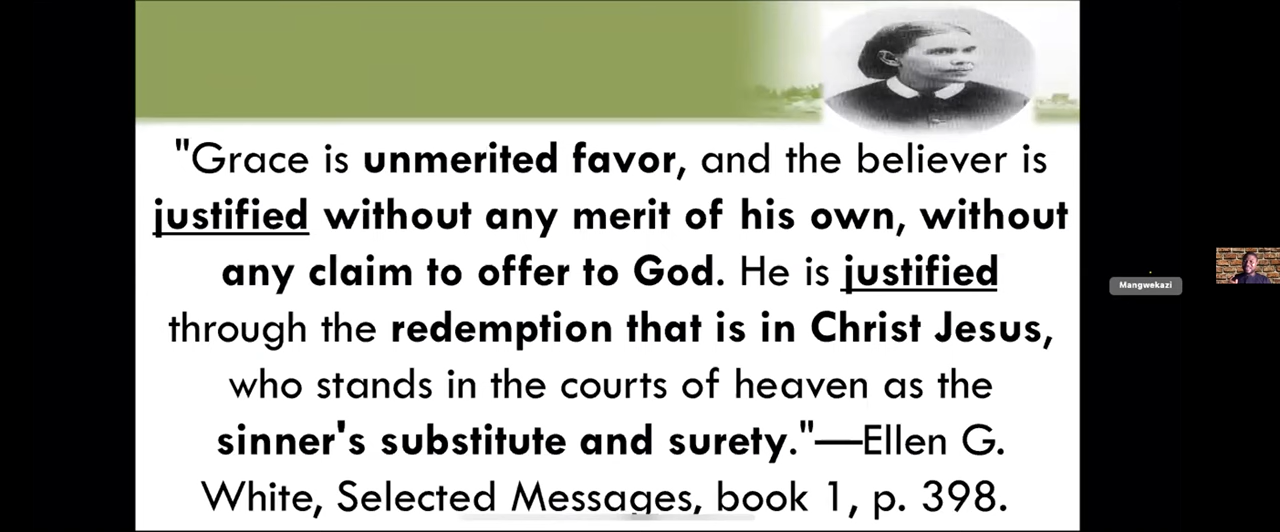 "Grace is unmerited favor, and the believer is
justified without any merit of his own, without
any claim to offer to God. He is justified
through the redemption that is in Christ Jesus,
who stands in the courts of heaven as the
sinner's substitute and surety."—Ellen G.
White, Selected Messages, book 1, p. 398.
Mangwekazi